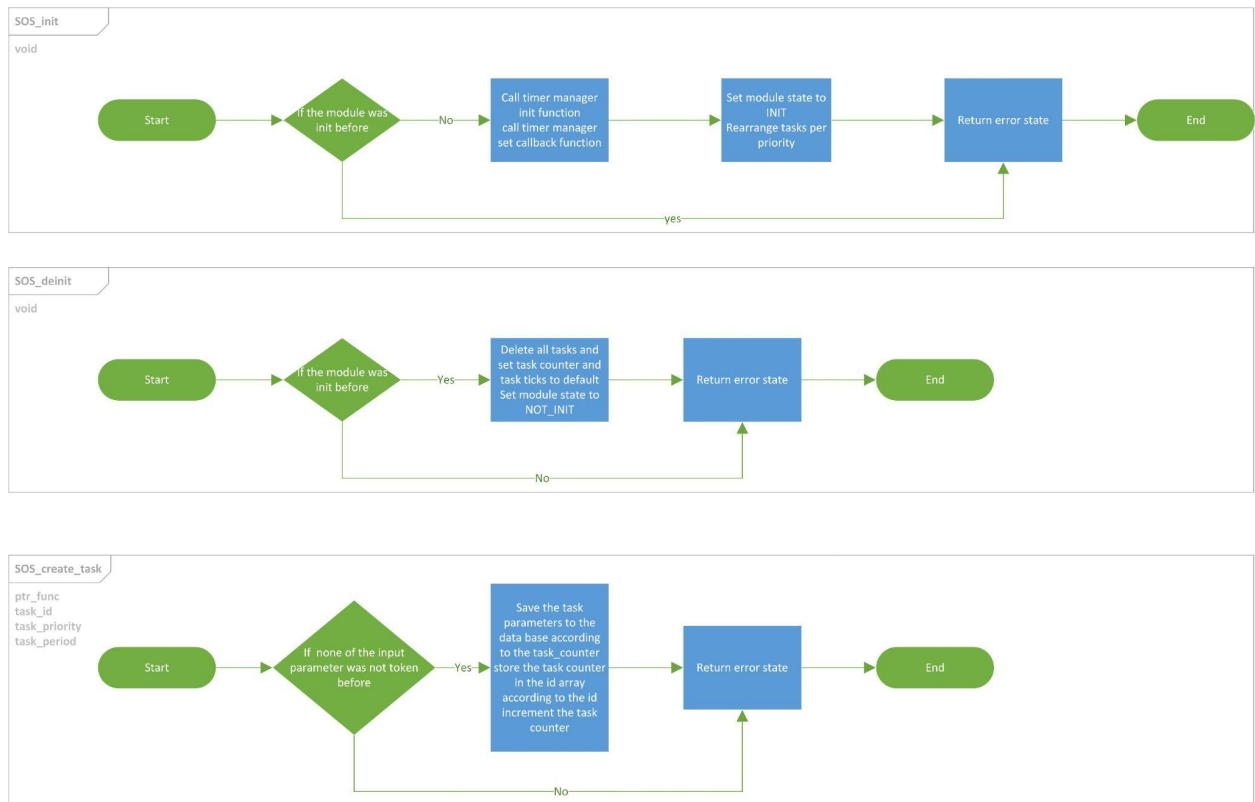 SOS_init
void
Start
If the module was
init before
No
Call timer manager
init function
call timer manager
set callback function
Set module state to
INIT
Rearrange tasks per
priority
Return error state
End
yes
SOS_deinit
void
Start
If the module was
init before
Yes
Delete all tasks and
set task counter and
task ticks to default
Set module state to
NOT_INIT
Return error state
End
No
SOS_create_task
ptr_func
task_id
task_priority
task_period
Start
If none of the input
parameter was not token
before
Yes
Save the task
parameters to the
data base according
to the task_counter
store the task counter
in the id array
according to the id
increment the task
counter
Return error state
End
No